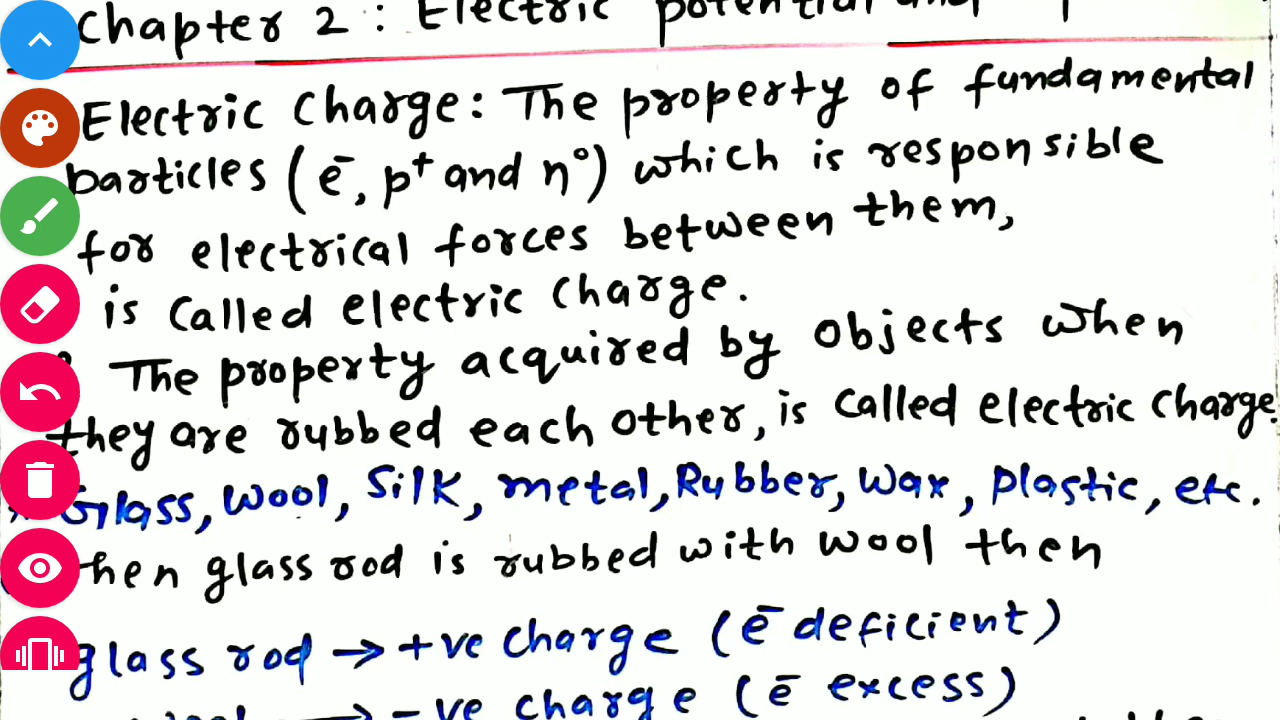 Chapter 2 : Electric potential and
Electric Charge: The property of fundamental
particles (e̅, p⁺ and n°) which is responsible
for electrical forces between them,
is called electric charge.
The property acquired by objects when
they are rubbed each other, is called electric charge.
Glass, wool, Silk, metal, Rubber, wax, plastic, etc.
hen glass rod is rubbed with wool then
glass rod → +ve charge (e̅ deficient)
→ -ve charge (e̅ excess)